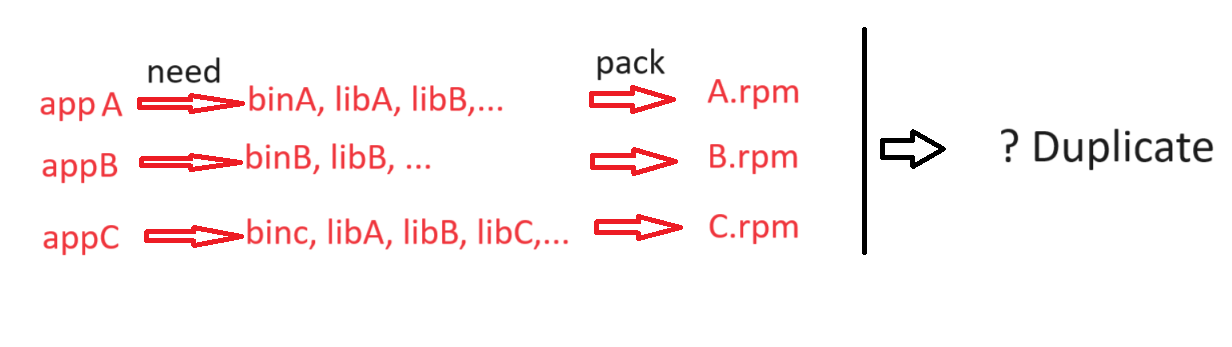 need pack
app A binA, libA, libB,... A.rpm
appB binB, libB, ... B.rpm
? Duplicate
appC binc, libA, libB, libC,... C.rpm